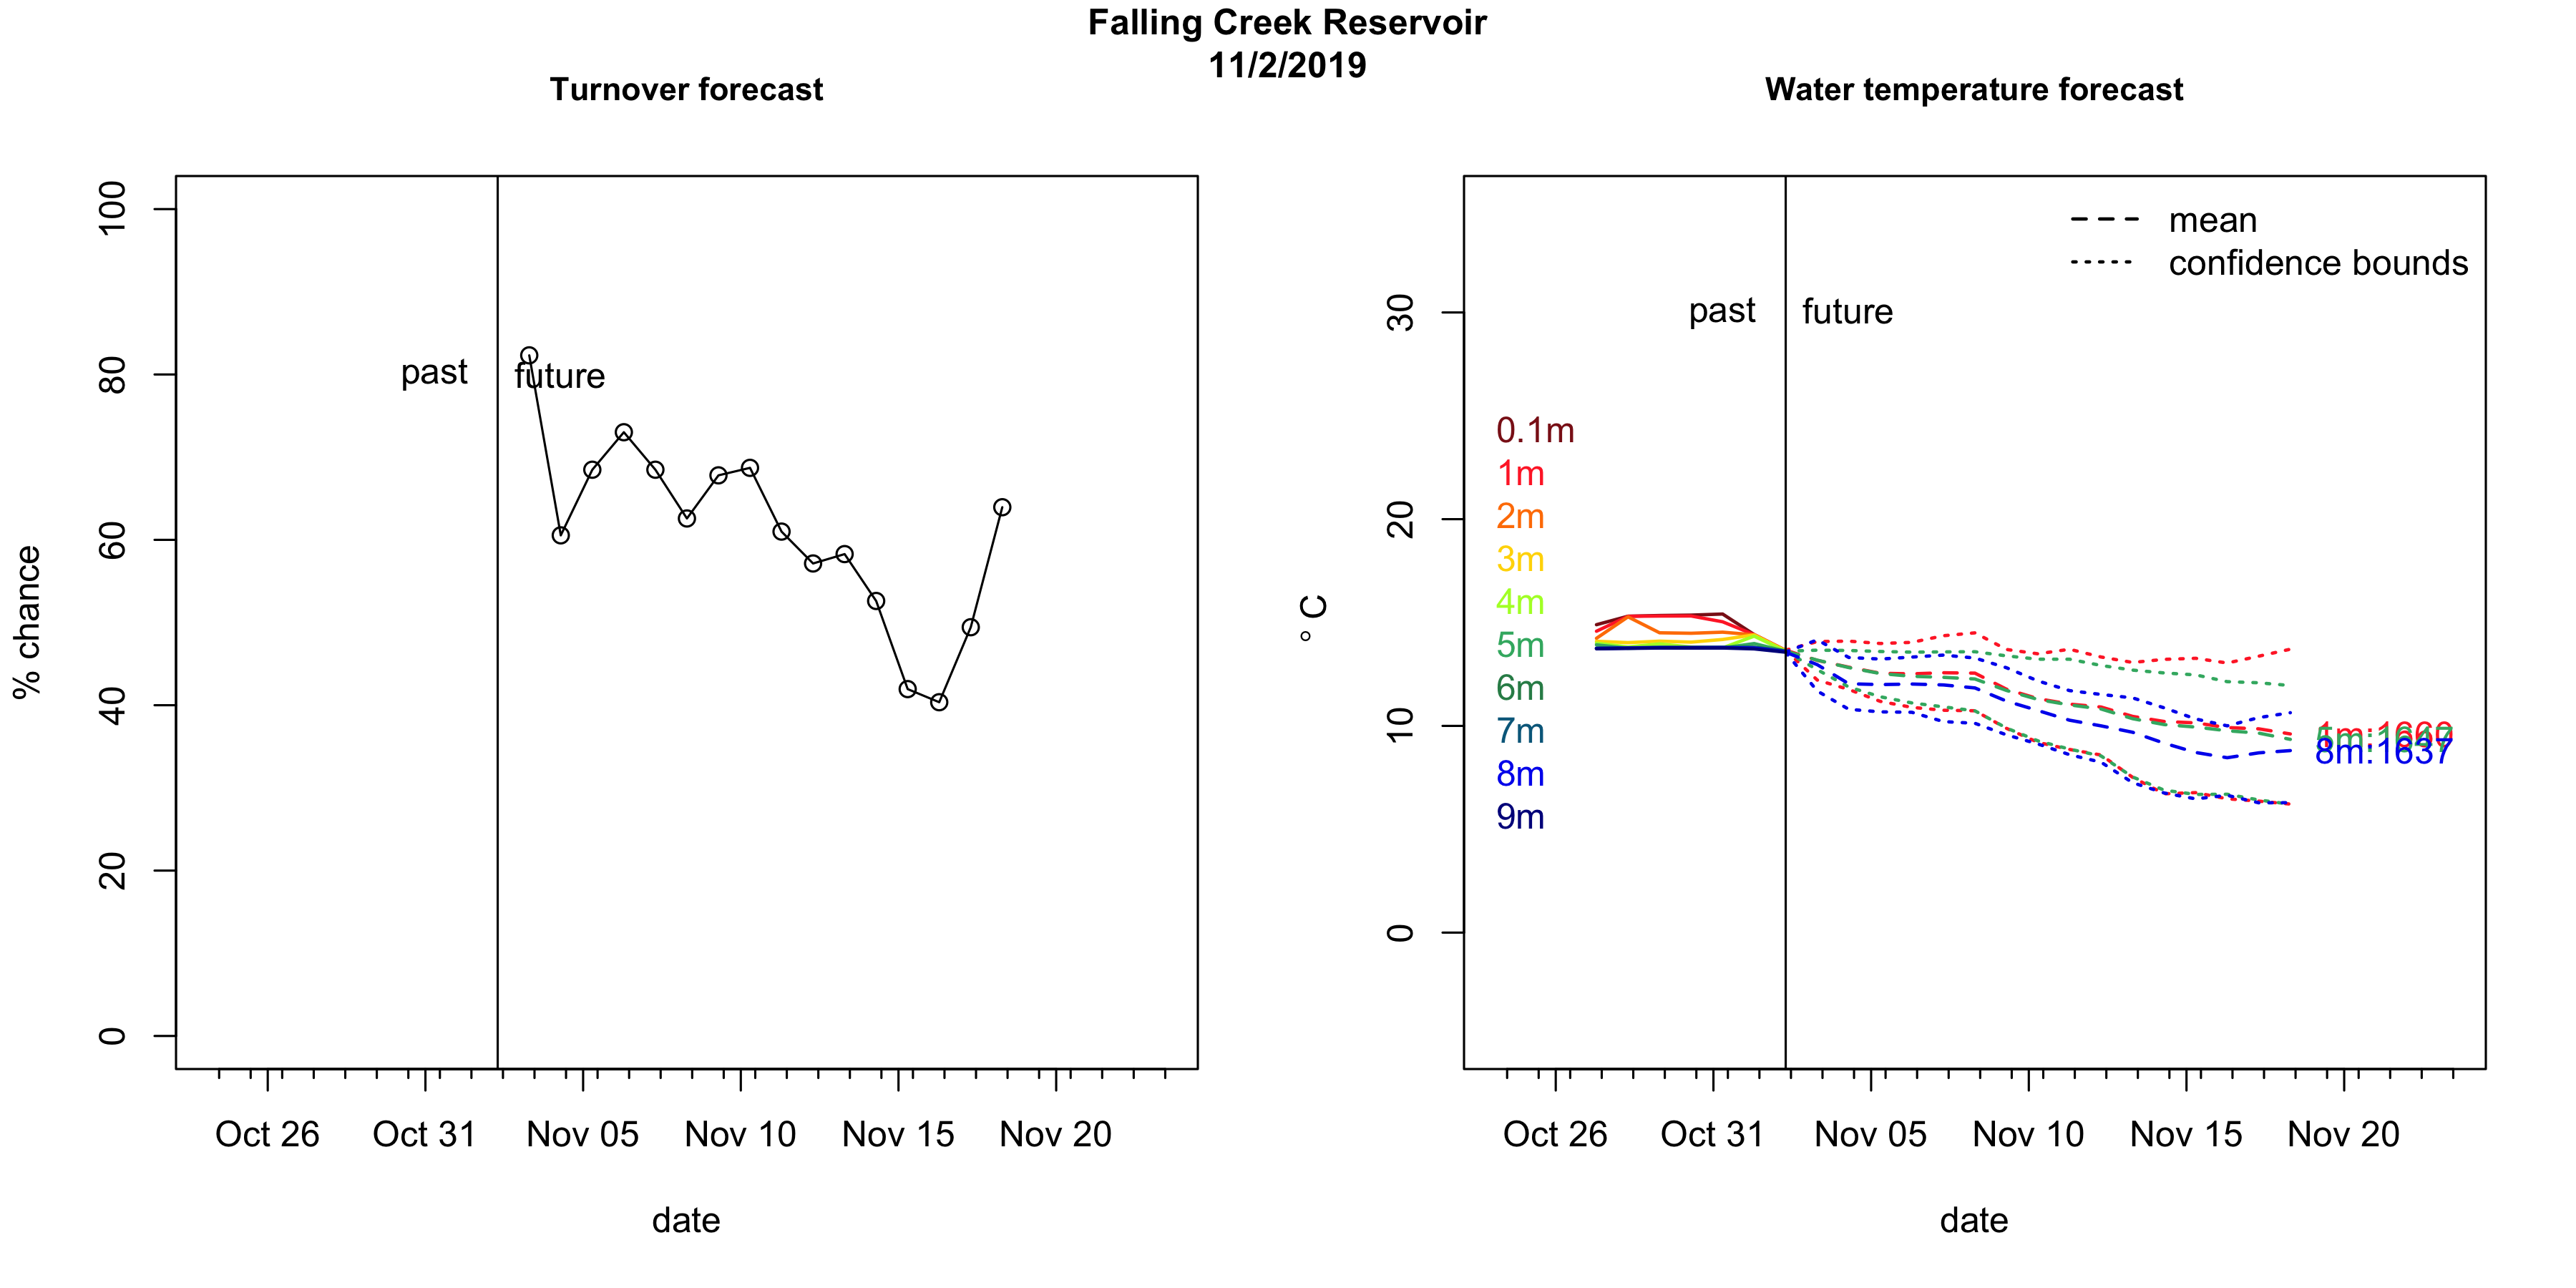 Falling Creek Reservoir
11/2/2019
Turnover forecast
% chance
100
80
60
40
20
0
past
future
Oct 26
Oct 31
Nov 05
Nov 10
Nov 15
Nov 20
date
Water temperature forecast
°C
30
20
10
0
mean
confidence bounds
past
future
0.1m
1m
2m
3m
4m
5m
6m
7m
8m
9m
Oct 26
Oct 31
Nov 05
Nov 10
Nov 15
Nov 20
date